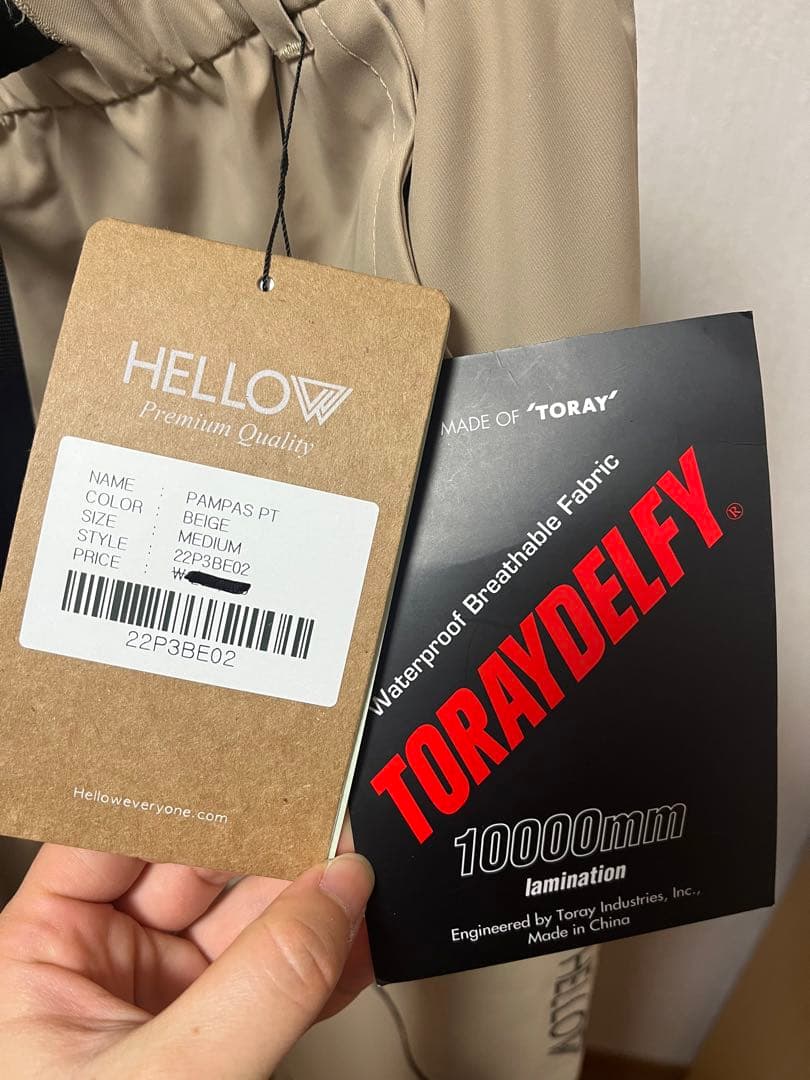 HELLOW
Premium Quality
NAME : PAMPAS PT
COLOR : BEIGE
SIZE : MEDIUM
STYLE : 22P3BE02
PRICE : ₩
22P3BE02
Helloweveryone.com
MADE OF 'TORAY'
Waterproof Breathable Fabric
TORAYDELFY®
10000mm
lamination
Engineered by Toray Industries, Inc.,
Made in China
HELLOW